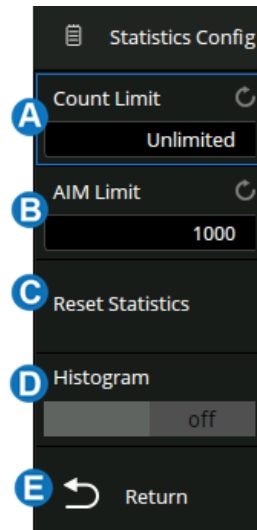 Statistics Config
A
Count Limit
Unlimited
B
AIM Limit
1000
C
Reset Statistics
D
Histogram
off
E
Return